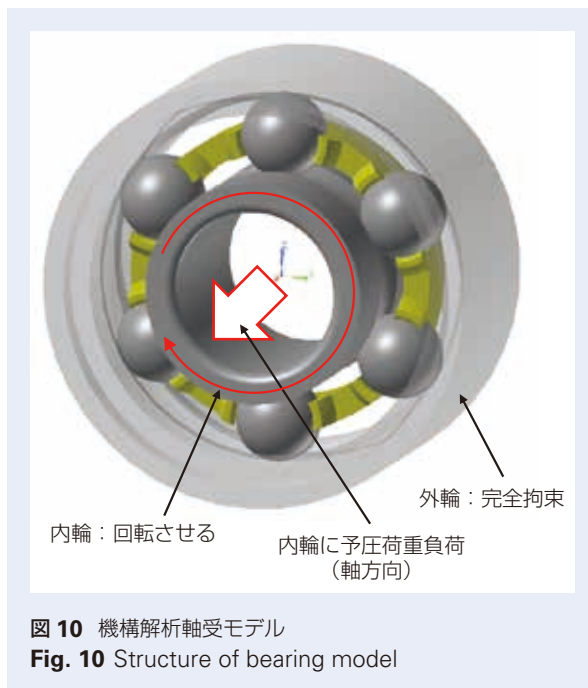 外輪：完全拘束
内輪：回転させる
内輪に予圧荷重負荷
（軸方向）
図 10 機構解析軸受モデル
Fig. 10 Structure of bearing model